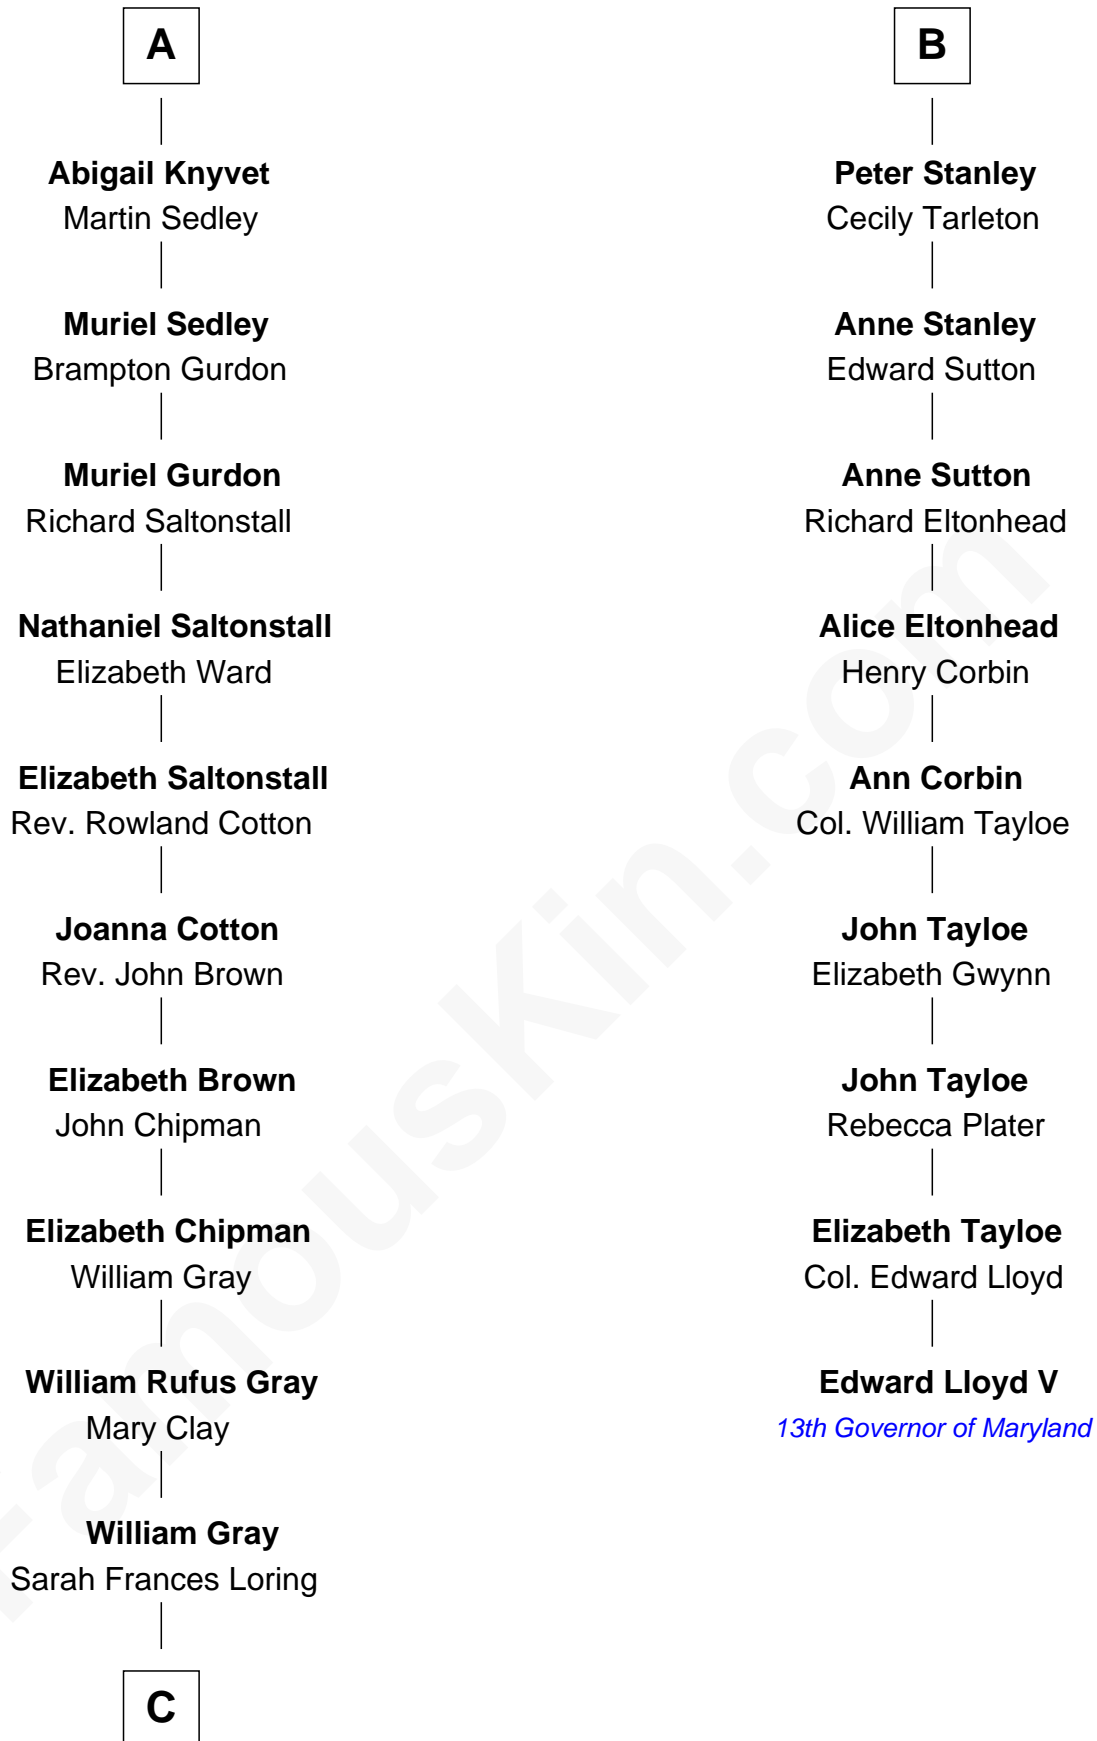 A
Abigail Knyvet
Martin Sedley
Muriel Sedley
Brampton Gurdon
Muriel Gurdon
Richard Saltonstall
Nathaniel Saltonstall
Elizabeth Ward
Elizabeth Saltonstall
Rev. Rowland Cotton
Joanna Cotton
Rev. John Brown
Elizabeth Brown
John Chipman
Elizabeth Chipman
William Gray
William Rufus Gray
Mary Clay
William Gray
Sarah Frances Loring
C
B
Peter Stanley
Cecily Tarleton
Anne Stanley
Edward Sutton
Anne Sutton
Richard Eltonhead
Alice Eltonhead
Henry Corbin
Ann Corbin
Col. William Tayloe
John Tayloe
Elizabeth Gwynn
John Tayloe
Rebecca Plater
Elizabeth Tayloe
Col. Edward Lloyd
Edward Lloyd V
13th Governor of Maryland
FamousKin.com